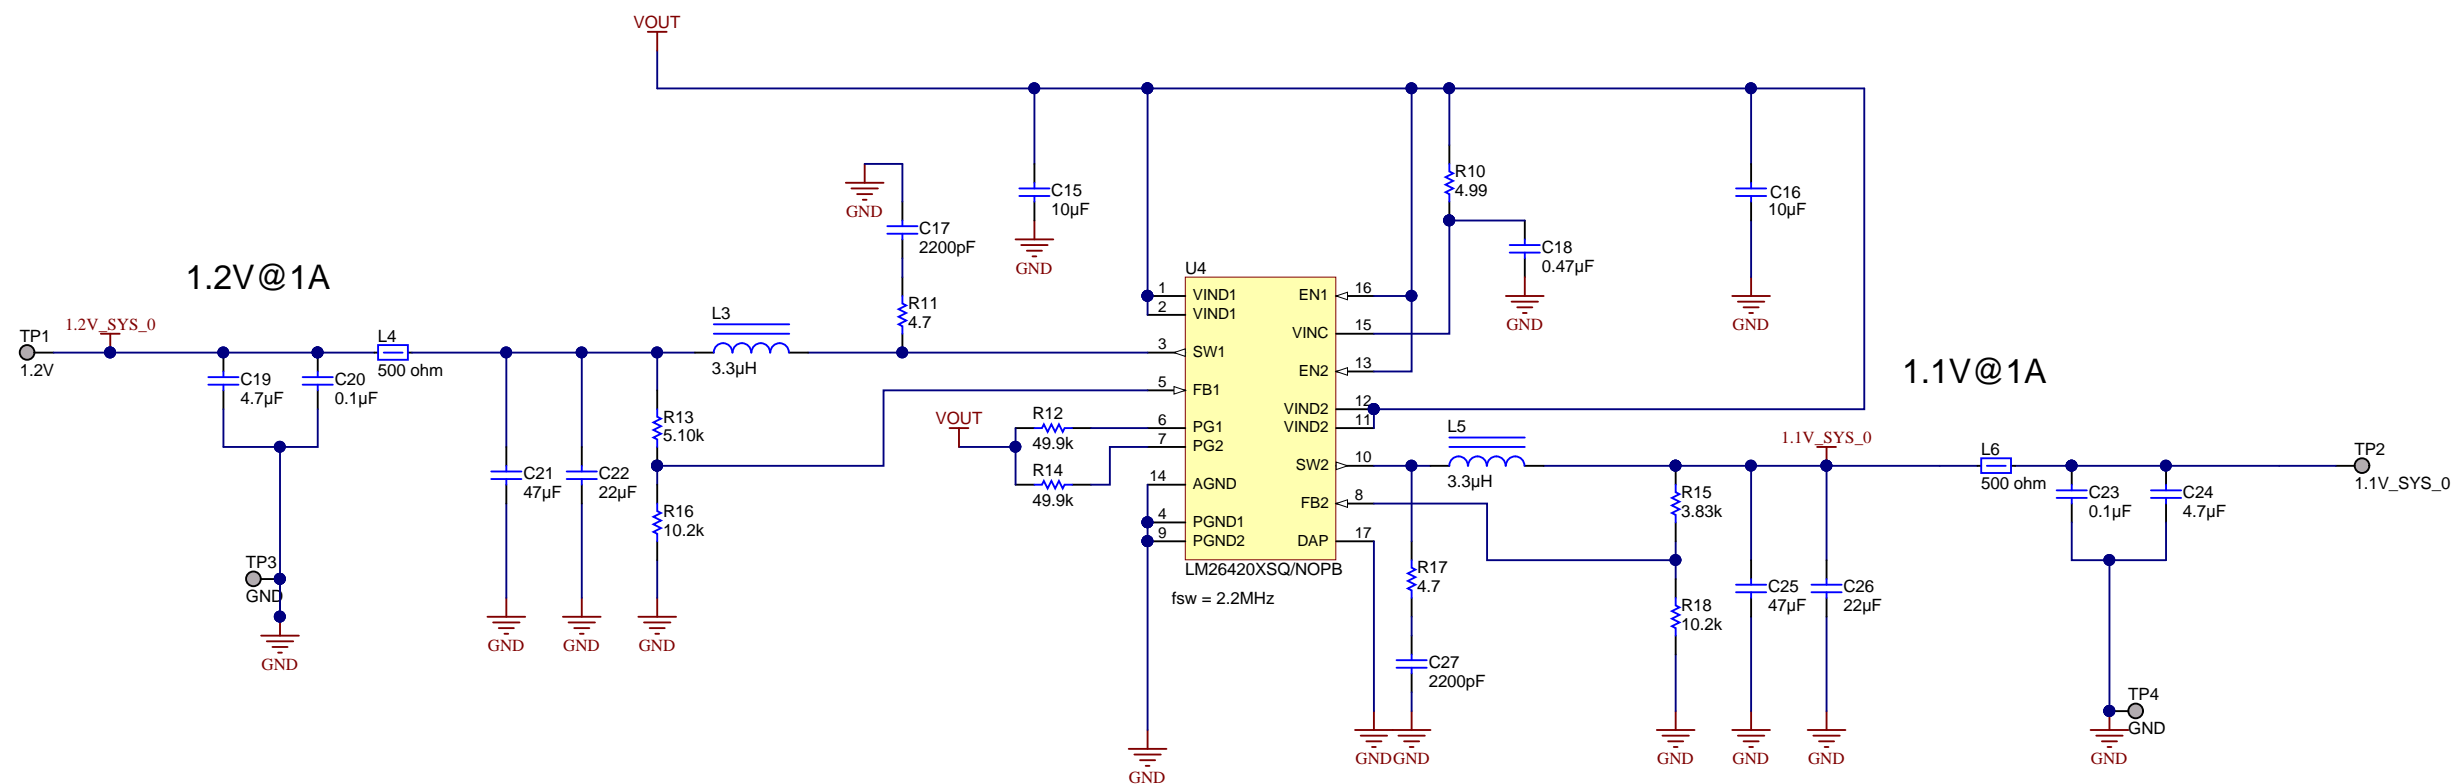 VOUT
C15
10µF
GND
R10
4.99
C16
10µF
GND
GND
C17
2200pF
C18
0.47µF
GND
R11
4.7
1.2V@1A
TP1
1.2V
1.2V_SYS_0
L4
500 ohm
L3
3.3µH
C19
4.7µF
C20
0.1µF
TP3
GND
GND
C21
47µF
GND
C22
22µF
GND
R13
5.10k
R16
10.2k
GND
VOUT
R12
49.9k
R14
49.9k
U4
1 VIND1
2 VIND1
3 SW1
5 FB1
6 PG1
7 PG2
14 AGND
4 PGND1
9 PGND2
EN1 16
VINC 15
EN2 13
VIND2 12
VIND2 11
SW2 10
FB2 8
DAP 17
LM26420XSQ/NOPB
fsw = 2.2MHz
GND
GND
1.1V@1A
L5
3.3µH
R17
4.7
C27
2200pF
GND
R15
3.83k
R18
10.2k
GND
C25
47µF
GND
1.1V_SYS_0
C26
22µF
GND
L6
500 ohm
C23
0.1µF
C24
4.7µF
TP2
1.1V_SYS_0
TP4
GND
GND